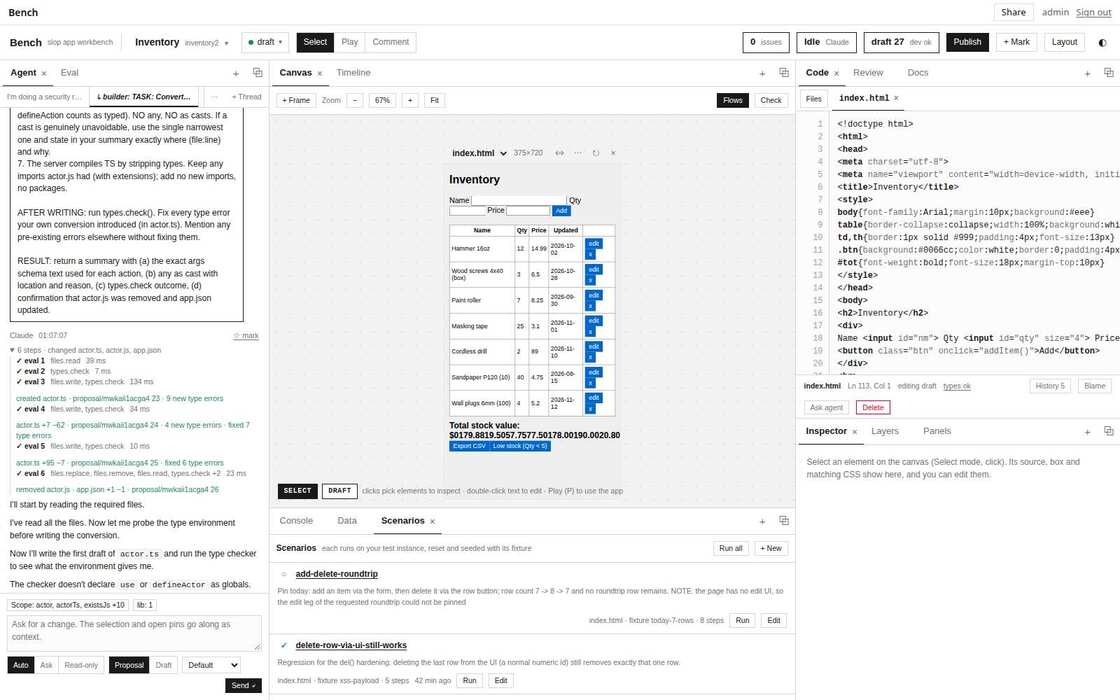 Bench
Share admin Sign out
Bench slop app workbench Inventory inventory2 ▾ draft ▾ Select Play Comment 0 issues Idle Claude draft 27 dev ok Publish + Mark Layout
Agent × Eval
I'm doing a security r… ↳ builder: TASK: Convert… ··· + Thread
defineAction counts as typed). NO any, NO as casts. If a
cast is genuinely unavoidable, use the single narrowest
one and state in your summary exactly where (file:line)
and why.
7. The server compiles TS by stripping types. Keep any
imports actor.js had (with extensions); add no new imports,
no packages.
AFTER WRITING: run types.check(). Fix every type error
your own conversion introduced (in actor.ts). Mention any
pre-existing errors elsewhere without fixing them.
RESULT: return a summary with (a) the exact args
schema text used for each action, (b) any as cast with
location and reason, (c) types.check outcome, (d)
confirmation that actor.js was removed and app.json
updated.
Claude 01:07:07 ☆ mark
▾ 6 steps · changed actor.ts, actor.js, app.json
✓ eval 1 files.read 39 ms
✓ eval 2 types.check 7 ms
✓ eval 3 files.write, types.check 134 ms
created actor.ts · proposal/mwkaii1acga4 23 · 9 new type errors
✓ eval 4 files.write, types.check 34 ms
actor.ts +7 −62 · proposal/mwkaii1acga4 24 · 4 new type errors · fixed 7
type errors
✓ eval 5 files.write, types.check 10 ms
actor.ts +95 −7 · proposal/mwkaii1acga4 25 · fixed 6 type errors
✓ eval 6 files.replace, files.remove, files.read, types.check +2 23 ms
removed actor.js · app.json +1 −1 · proposal/mwkaii1acga4 26
I'll start by reading the required files.
I've read all the files. Now let me probe the type environment
before writing the conversion.
Now I'll write the first draft of actor.ts and run the type checker
to see what the environment gives me.
The checker doesn't declare use or defineActor as globals.
Scope: actor, actorTs, existsJs +10 lib: 1
Ask for a change. The selection and open pins go along as
context.
Auto Ask Read-only Proposal Draft Default
Send
Canvas × Timeline
+ Frame Zoom − 67% + Fit Flows Check
index.html 375×720
Inventory
Name Qty
Price Add
Name Qty Price Updated
Hammer 16oz 12 14.99 2026-10-02 edit x
Wood screws 4x40 (box) 3 6.5 2026-10-28 edit x
Paint roller 7 8.25 2026-09-30 edit x
Masking tape 25 3.1 2026-11-01 edit x
Cordless drill 2 89 2026-11-10 edit x
Sandpaper P120 (10) 40 4.75 2026-08-15 edit x
Wall plugs 6mm (100) 4 5.2 2026-11-12 edit x
Total stock value:
$0179.8819.5057.7577.50178.00190.0020.80
Export CSV Low stock (Qty < 5)
SELECT DRAFT clicks pick elements to inspect · double-click text to edit · Play (P) to use the app
Console Data Scenarios ×
Scenarios each runs on your test instance, reset and seeded with its fixture Run all + New
add-delete-roundtrip
Pin today: add an item via the form, then delete it via the row button; row count 7 -> 8 -> 7 and no roundtrip row remains. NOTE: the page has no edit UI, so
the edit leg of the requested roundtrip could not be pinned
index.html · fixture today-7-rows · 8 steps Run Edit
✓ delete-row-via-ui-still-works
Regression for the del() hardening: deleting the last row from the UI (a normal numeric id) still removes exactly that one row.
index.html · fixture xss-payload · 5 steps 42 min ago Run Edit
Code × Review Docs
Files index.html ×
1 <!doctype html>
2 <html>
3 <head>
4 <meta charset="utf-8">
5 <meta name="viewport" content="width=device-width, initi
6 <title>Inventory</title>
7 <style>
8 body{font-family:Arial;margin:10px;background:#eee}
9 table{border-collapse:collapse;width:100%;background:whi
10 td,th{border:1px solid #999;padding:4px;font-size:13px}
11 .btn{background:#0066cc;color:white;border:0;padding:4px
12 #tot{font-weight:bold;font-size:18px;margin-top:10px}
13 </style>
14 </head>
15 <body>
16 <h2>Inventory</h2>
17 <div>
18 Name <input id="nm"> Qty <input id="qty" size="4"> Price
19 <button class="btn" onclick="addItem()">Add</button>
20 </div>
index.html Ln 113, Col 1 editing draft types ok History 5 Blame
Ask agent Delete
Inspector × Layers Panels
Select an element on the canvas (Select mode, click). Its source, box and
matching CSS show here, and you can edit them.